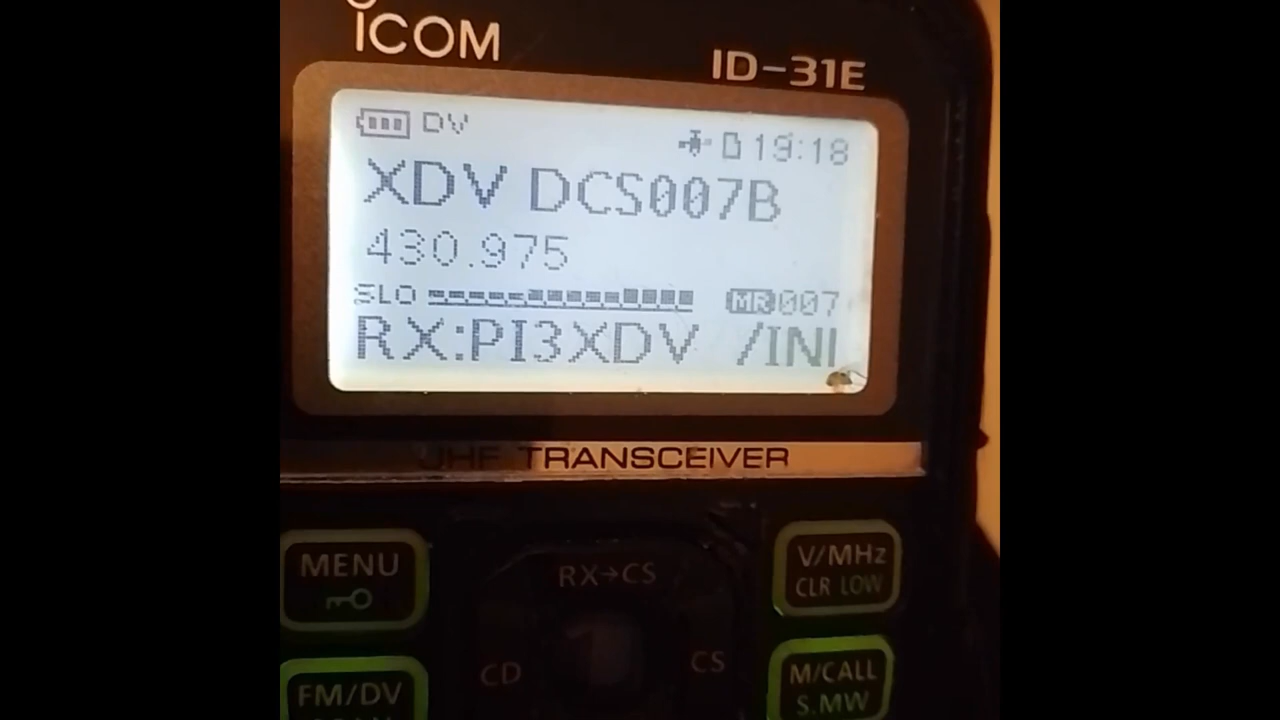 ICOM
ID-31E
DV 19:18
XDV DCS007B
430.975
SLO MR 007
RX:PI3XDV /INI
UHF TRANSCEIVER
MENU
RX→CS
V/MHz
CLR LOW
CD
CS
FM/DV
M/CALL
S.MW